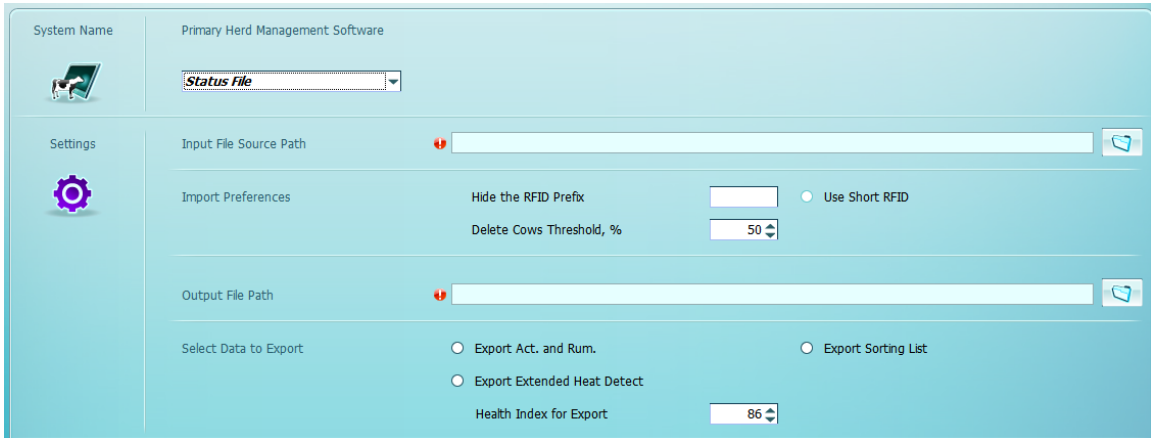 System Name
Primary Herd Management Software
Status File
Settings
Input File Source Path
Import Preferences
Hide the RFID Prefix
Use Short RFID
Delete Cows Threshold, %
50
Output File Path
Select Data to Export
Export Act. and Rum.
Export Sorting List
Export Extended Heat Detect
Health Index for Export
86